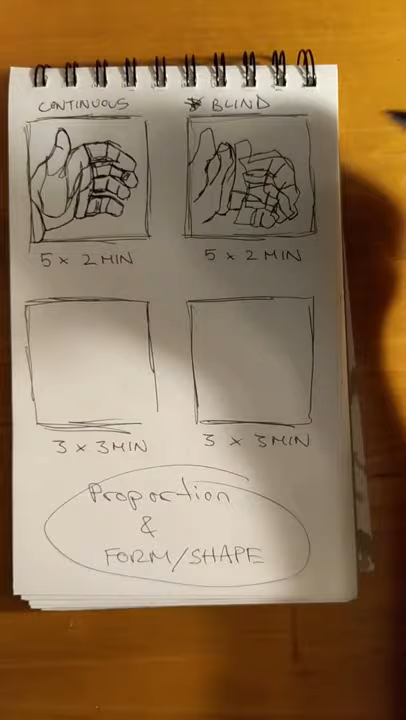 CONTINUOUS
BLIND
5 x 2 MIN
5 x 2 MIN
3 x 3 MIN
3 x 3 MIN
Proportion
&
FORM/SHAPE